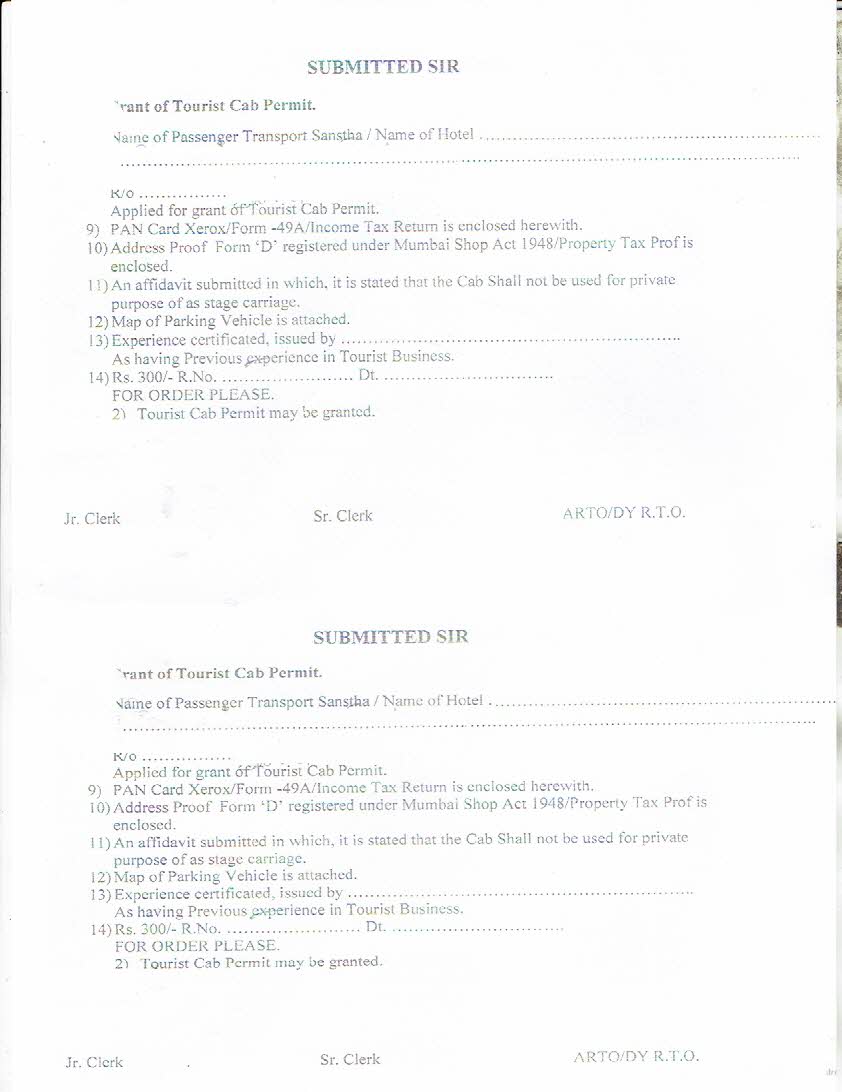 SUBMITTED SIR
rant of Tourist Cab Permit.
Name of Passenger Transport Sanstha / Name of Hotel ................................................................
................................................................................................................
R/o ................
Applied for grant of Tourist Cab Permit.
9) PAN Card Xerox/Form -49A/Income Tax Return is enclosed herewith.
10) Address Proof Form 'D' registered under Mumbai Shop Act 1948/Property Tax Prof is
enclosed.
11) An affidavit submitted in which, it is stated that the Cab Shall not be used for private
purpose of as stage carriage.
12) Map of Parking Vehicle is attached.
13) Experience certificated, issued by ................................................................
As having Previous experience in Tourist Business.
14) Rs. 300/- R.No. ........................ Dt. ..............................
FOR ORDER PLEASE.
2) Tourist Cab Permit may be granted.
Jr. Clerk Sr. Clerk ARTO/DY R.T.O.
SUBMITTED SIR
rant of Tourist Cab Permit.
Name of Passenger Transport Sanstha / Name of Hotel ................................................................
................................................................................................................
R/o ................
Applied for grant of Tourist Cab Permit.
9) PAN Card Xerox/Form -49A/Income Tax Return is enclosed herewith.
10) Address Proof Form 'D' registered under Mumbai Shop Act 1948/Property Tax Prof is
enclosed.
11) An affidavit submitted in which, it is stated that the Cab Shall not be used for private
purpose of as stage carriage.
12) Map of Parking Vehicle is attached.
13) Experience certificated, issued by ................................................................
As having Previous experience in Tourist Business.
14) Rs. 300/- R.No. ........................ Dt. ..............................
FOR ORDER PLEASE.
2) Tourist Cab Permit may be granted.
Jr. Clerk Sr. Clerk ARTO/DY R.T.O.